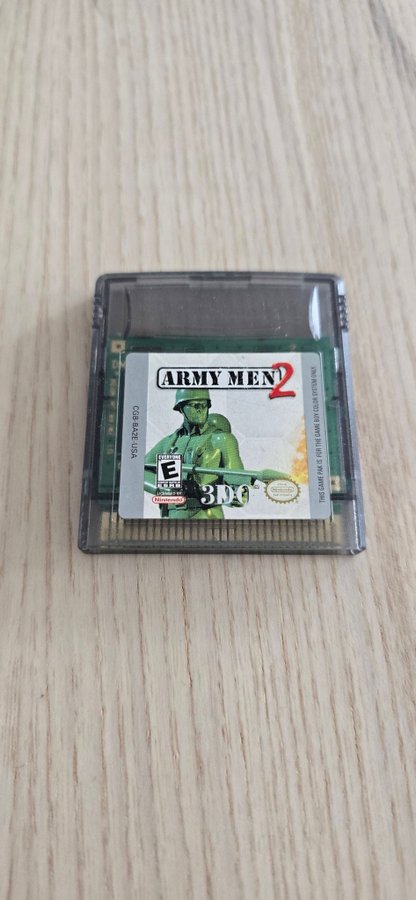 ARMY MEN 2
CGB-BA2E-USA
THIS GAME PAK IS FOR THE GAME BOY COLOR SYSTEM ONLY.
EVERYONE
E
ESRB
LICENSED BY
Nintendo
3DO
Nintendo